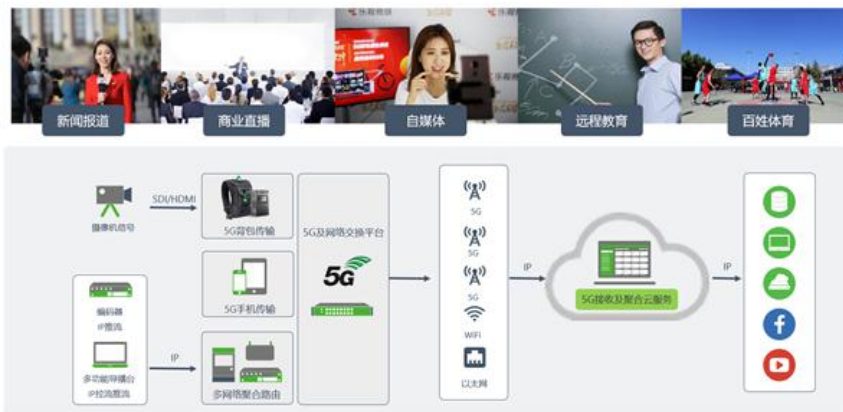 新闻报道
商业直播
自媒体
远程教育
百姓体育
摄像机信号
SDI/HDMI
5G背包传输
5G手机传输
编码器
IP推流
多功能导播台
IP拉流推流
IP
多网络聚合路由
5G及网络交换平台
5G
5G
5G
5G
WiFi
以太网
IP
5G接收及聚合云服务
IP